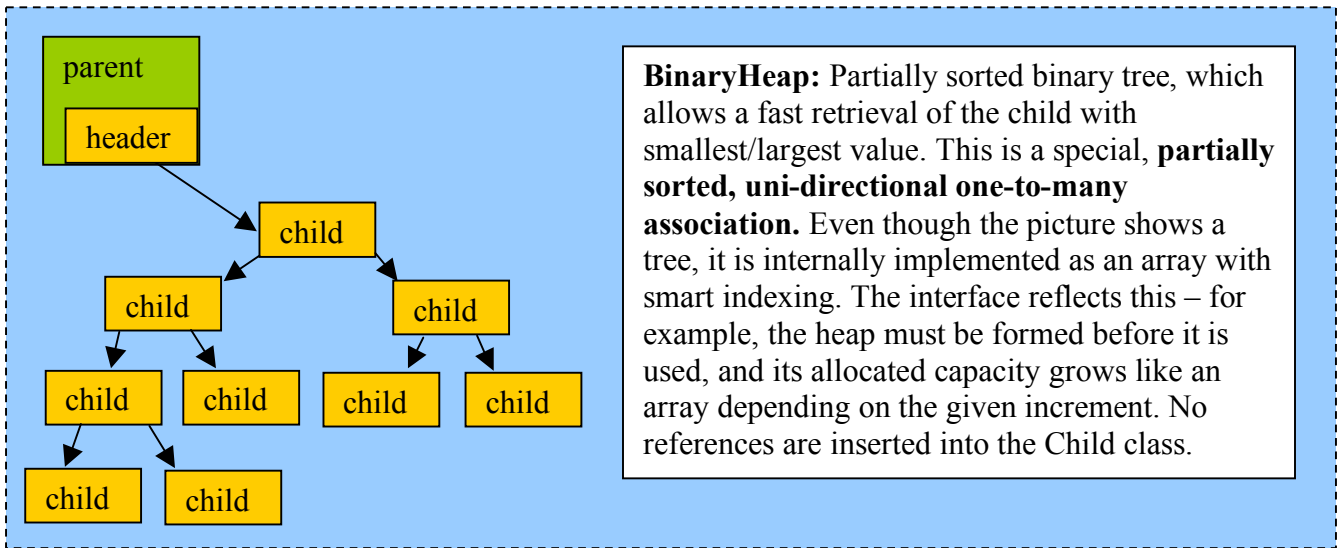 parent
header
child
child
child
child
child
child
child
child
child
BinaryHeap: Partially sorted binary tree, which
allows a fast retrieval of the child with
smallest/largest value. This is a special, partially
sorted, uni-directional one-to-many
association. Even though the picture shows a
tree, it is internally implemented as an array with
smart indexing. The interface reflects this – for
example, the heap must be formed before it is
used, and its allocated capacity grows like an
array depending on the given increment. No
references are inserted into the Child class.